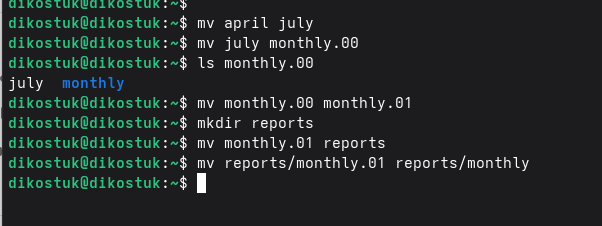 dikostuk@dikostuk:~$
dikostuk@dikostuk:~$ mv april july
dikostuk@dikostuk:~$ mv july monthly.00
dikostuk@dikostuk:~$ ls monthly.00
july  monthly
dikostuk@dikostuk:~$ mv monthly.00 monthly.01
dikostuk@dikostuk:~$ mkdir reports
dikostuk@dikostuk:~$ mv monthly.01 reports
dikostuk@dikostuk:~$ mv reports/monthly.01 reports/monthly
dikostuk@dikostuk:~$